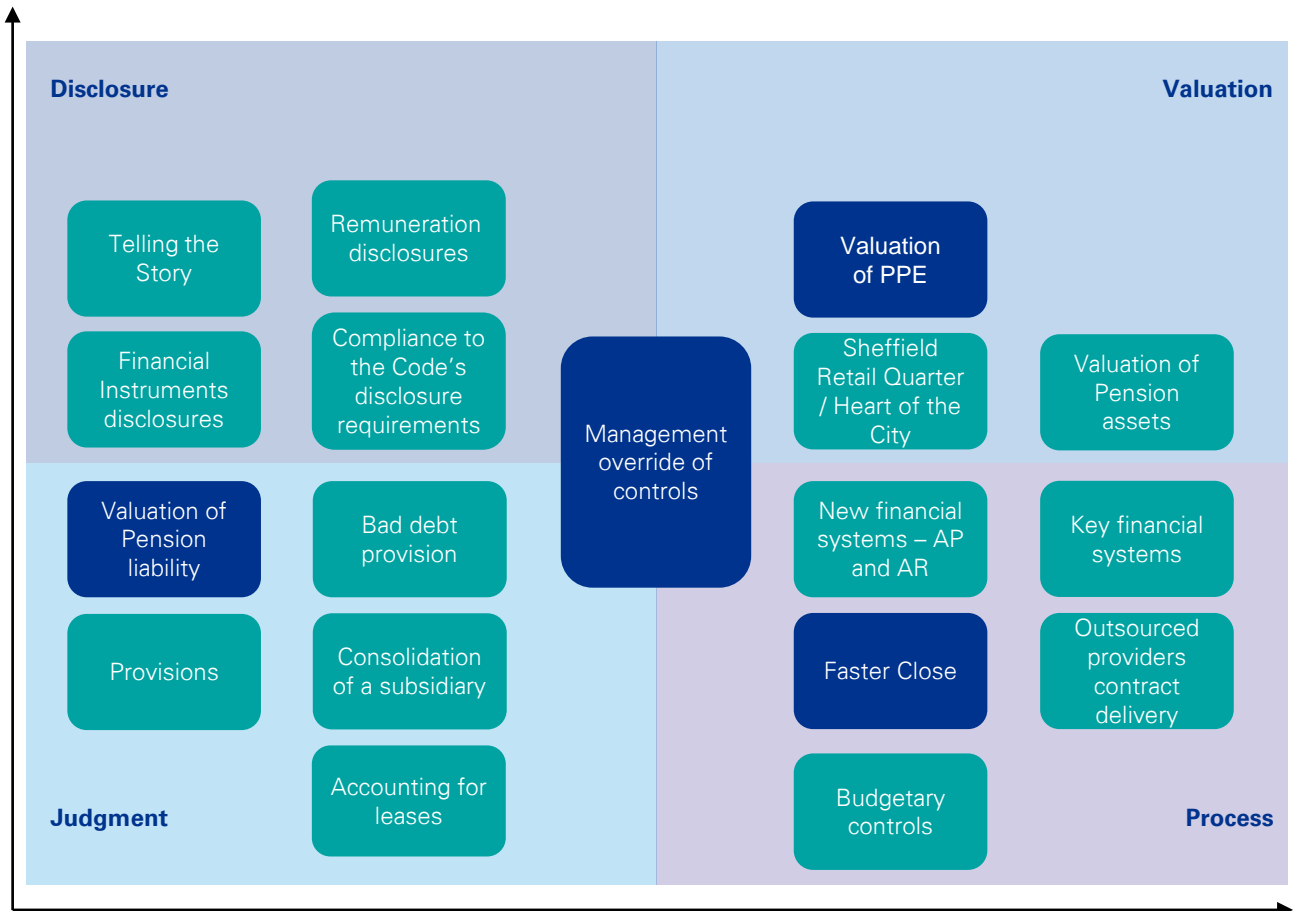 Disclosure
Valuation
Telling the
Story
Remuneration
disclosures
Financial
Instruments
disclosures
Compliance to
the Code's
disclosure
requirements
Management
override of
controls
Valuation
of PPE
Sheffield
Retail Quarter
/ Heart of the
City
Valuation of
Pension
assets
Valuation of
Pension
liability
Bad debt
provision
Provisions
Consolidation
of a subsidiary
Accounting for
leases
Judgment
New financial
systems – AP
and AR
Key financial
systems
Faster Close
Outsourced
providers
contract
delivery
Budgetary
controls
Process